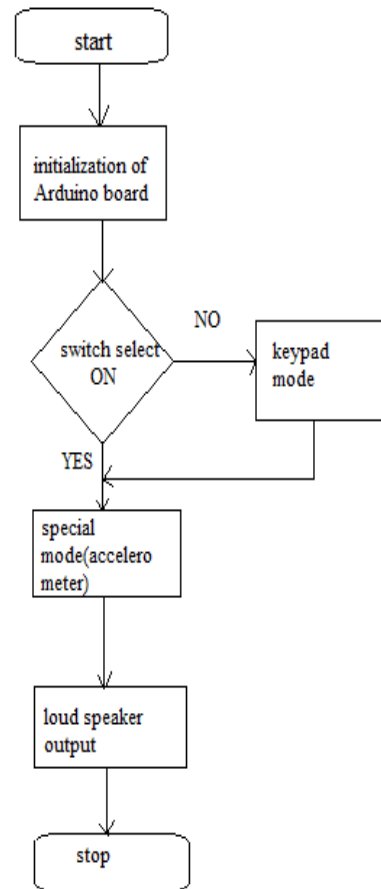 start
initialization of
Arduino board
switch select
ON
NO
keypad
mode
YES
special
mode(accelero
meter)
loud speaker
output
stop